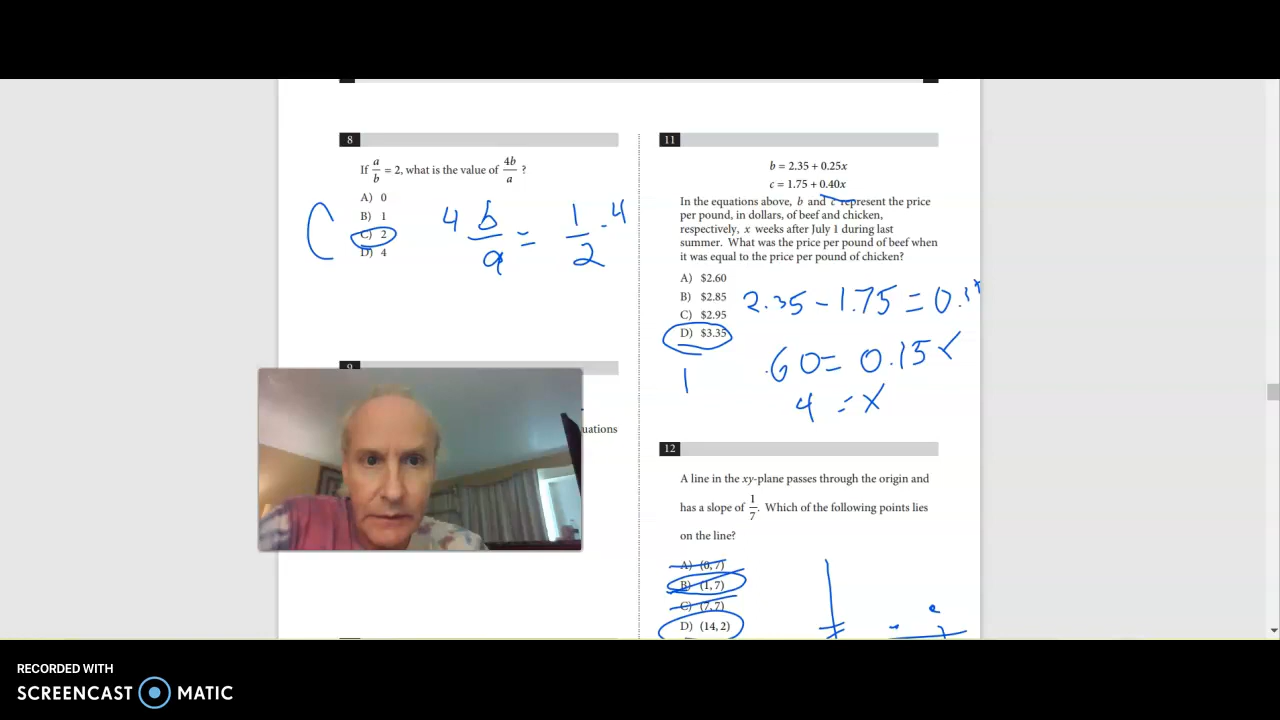 8
If a/b = 2, what is the value of 4b/a ?
A) 0
B) 1
C) 2
D) 4
C
4 b/a = 1/2 · 4
9
uations
11
b = 2.35 + 0.25x
c = 1.75 + 0.40x
In the equations above, b and c represent the price
per pound, in dollars, of beef and chicken,
respectively, x weeks after July 1 during last
summer. What was the price per pound of beef when
it was equal to the price per pound of chicken?
A) $2.60
B) $2.85
C) $2.95
D) $3.35
2.35 - 1.75 =
.60 = 0.15x
4 = x
12
A line in the xy-plane passes through the origin and
has a slope of 1/7. Which of the following points lies
on the line?
A) (0, 7)
B) (1, 7)
C) (7, 7)
D) (14, 2)
RECORDED WITH
SCREENCAST MATIC